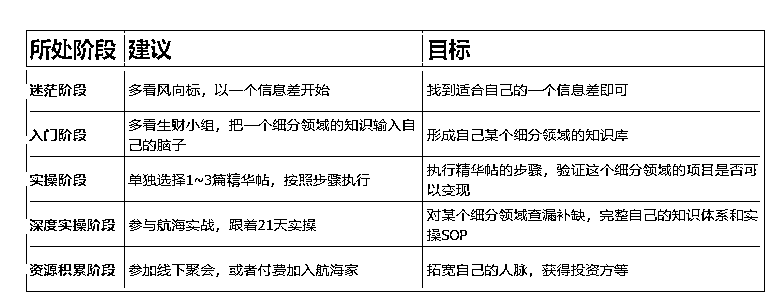 所处阶段 建议 目标
迷茫阶段 多看风向标，以一个信息差开始 找到适合自己的一个信息差即可
入门阶段 多看生财小组，把一个细分领域的知识输入自
己的脑子 形成自己某个细分领域的知识库
实操阶段 单独选择1~3篇精华帖，按照步骤执行 执行精华帖的步骤，验证这个细分领域的项目是否可
以变现
深度实操阶段 参与航海实战，跟着21天实操 对某个细分领域查漏补缺，完整自己的知识体系和实
操SOP
资源积累阶段 参加线下聚会，或者付费加入航海家 拓宽自己的人脉，获得投资方等